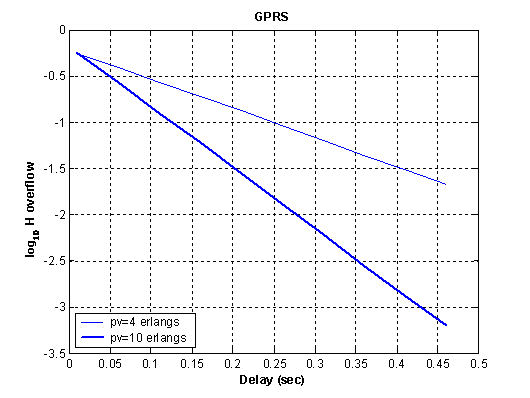 GPRS
0
-0.5
-1
-1.5
-2
-2.5
-3
-3.5
log10, H overflow
pv=4 erlangs
pv=10 erlangs
0 0.05 0.1 0.15 0.2 0.25 0.3 0.35 0.4 0.45 0.5
Delay (sec)